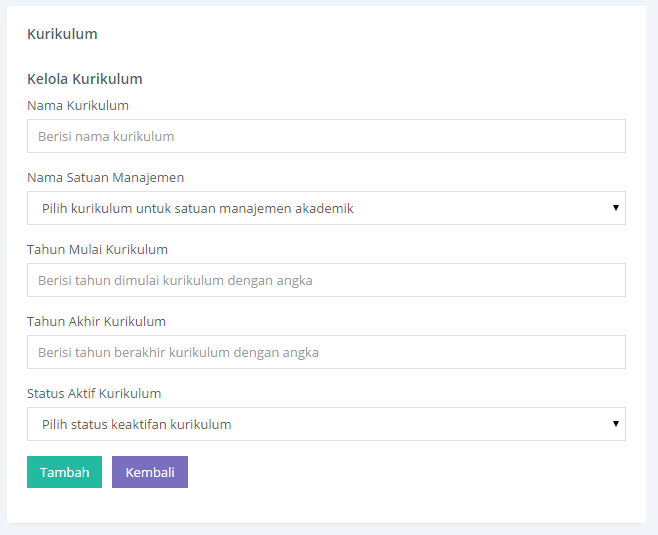 Kurikulum
Kelola Kurikulum
Nama Kurikulum
Berisi nama kurikulum
Nama Satuan Manajemen
Pilih kurikulum untuk satuan manajemen akademik
Tahun Mulai Kurikulum
Berisi tahun dimulai kurikulum dengan angka
Tahun Akhir Kurikulum
Berisi tahun berakhir kurikulum dengan angka
Status Aktif Kurikulum
Pilih status keaktifan kurikulum
Tambah Kembali